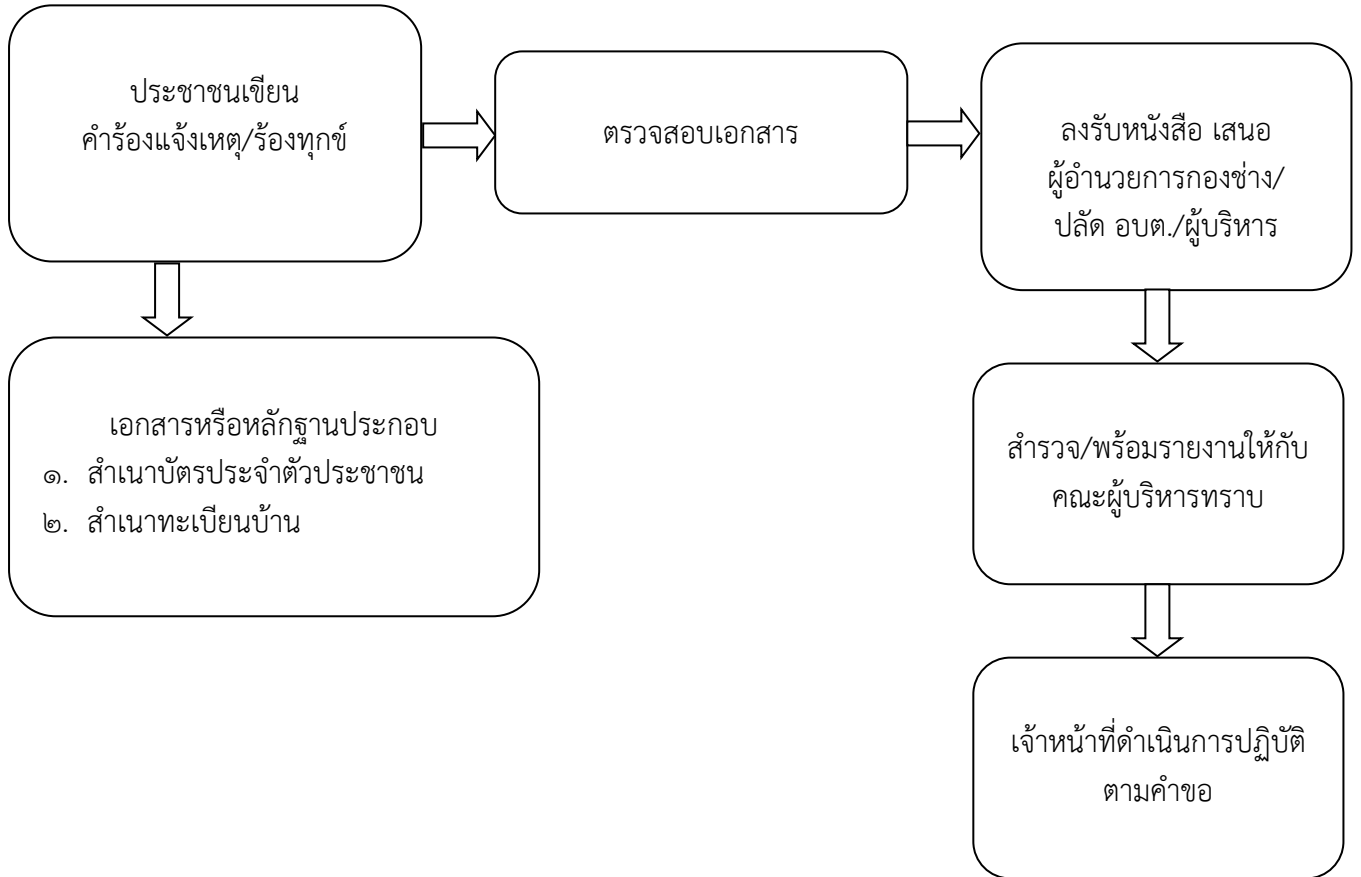 ประชาชนเขียน
คำร้องแจ้งเหตุ/ร้องทุกข์
ตรวจสอบเอกสาร
ลงรับหนังสือ เสนอ
ผู้อำนวยการกองช่าง/
ปลัด อบต./ผู้บริหาร
เอกสารหรือหลักฐานประกอบ
๑. สำเนาบัตรประจำตัวประชาชน
๒. สำเนาทะเบียนบ้าน
สำรวจ/พร้อมรายงานให้กับ
คณะผู้บริหารทราบ
เจ้าหน้าที่ดำเนินการปฏิบัติ
ตามคำขอ